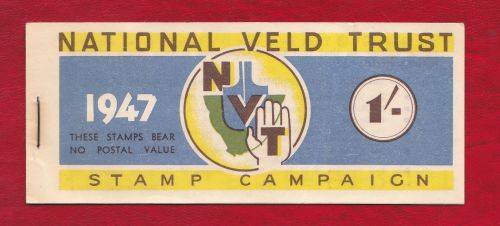 NATIONAL VELD TRUST
1947
THESE STAMPS BEAR
NO POSTAL VALUE
NVT
1/-
STAMP CAMPAIGN